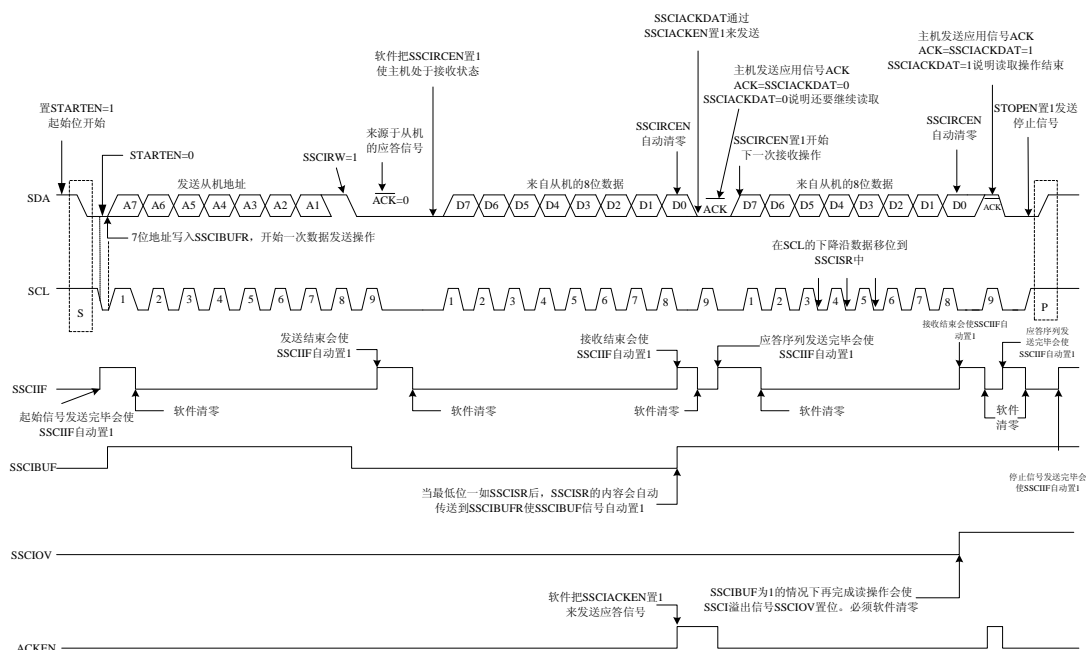 SSCIACKDAT通过
SSCIACKEN置1来发送
主机发送应用信号ACK
ACK=SSCIACKDAT=1
SSCIACKDAT=1说明读取操作结束
软件把SSCIRCEN置1
使主机处于接收状态
主机发送应用信号ACK
ACK=SSCIACKDAT=0
SSCIACKDAT=0说明还要继续读取
置STARTEN=1
起始位开始
STOPEN置1发送
停止信号
来源于从机
的应答信号
SSCIRCEN
自动清零
SSCIRCEN
自动清零
SSCIRCEN置1开始
下一次接收操作
STARTEN=0
SSCIRW=1
发送从机地址
来自从机的8位数据
来自从机的8位数据
SDA
A7 A6 A5 A4 A3 A2 A1
ACK=0
D7 D6 D5 D4 D3 D2 D1 D0
ACK
D7 D6 D5 D4 D3 D2 D1 D0
ACK
7位地址写入SSCIBUFR，开始一次数据发送操作
在SCL的下降沿数据移位到
SSCISR中
SCL
S
1 2 3 4 5 6 7 8 9
1 2 3 4 5 6 7 8 9
1 2 3 4 5 6 7 8 9
P
发送结束会使
SSCIIF自动置1
接收结束会使
SSCIIF自动置1
应答序列发送完毕会使
SSCIIF自动置1
接收结束会使SSCIIF自
动置1
应答序列发
送完毕会使
SSCIIF自动置1
SSCIIF
起始信号发送完毕会使
SSCIIF自动置1
软件清零
软件清零
软件清零
软件清零
软件
清零
SSCIBUF
当最低位一如SSCISR后，SSCISR的内容会自动
传送到SSCIBUFR使SSCIBUF信号自动置1
停止信号发送完毕会
使SSCIIF自动置1
SSCIOV
软件把SSCIACKEN置1
来发送应答信号
SSCIBUF为1的情况下再完成读操作会使
SSCI溢出信号SSCIOV置位。必须软件清零
ACKEN